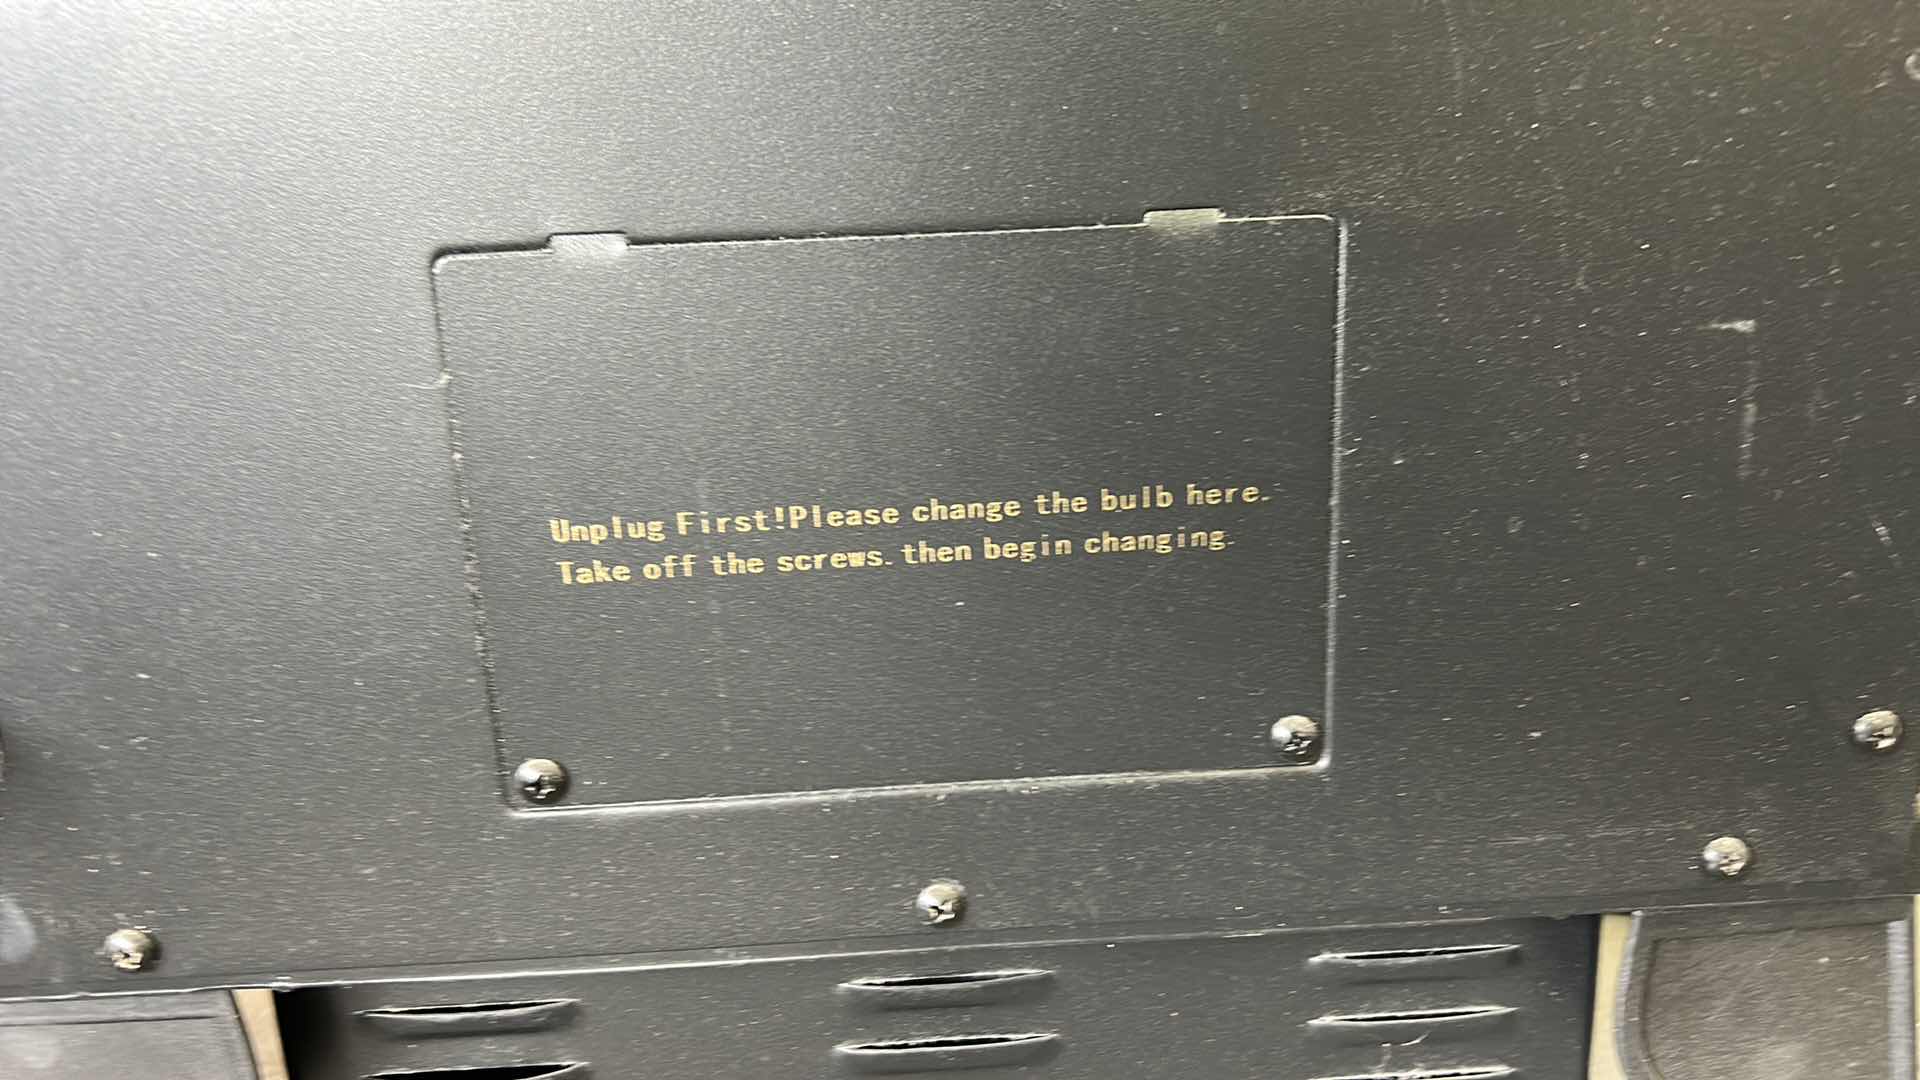 Unplug First!Please change the bulb here.
Take off the screws. then begin changing.